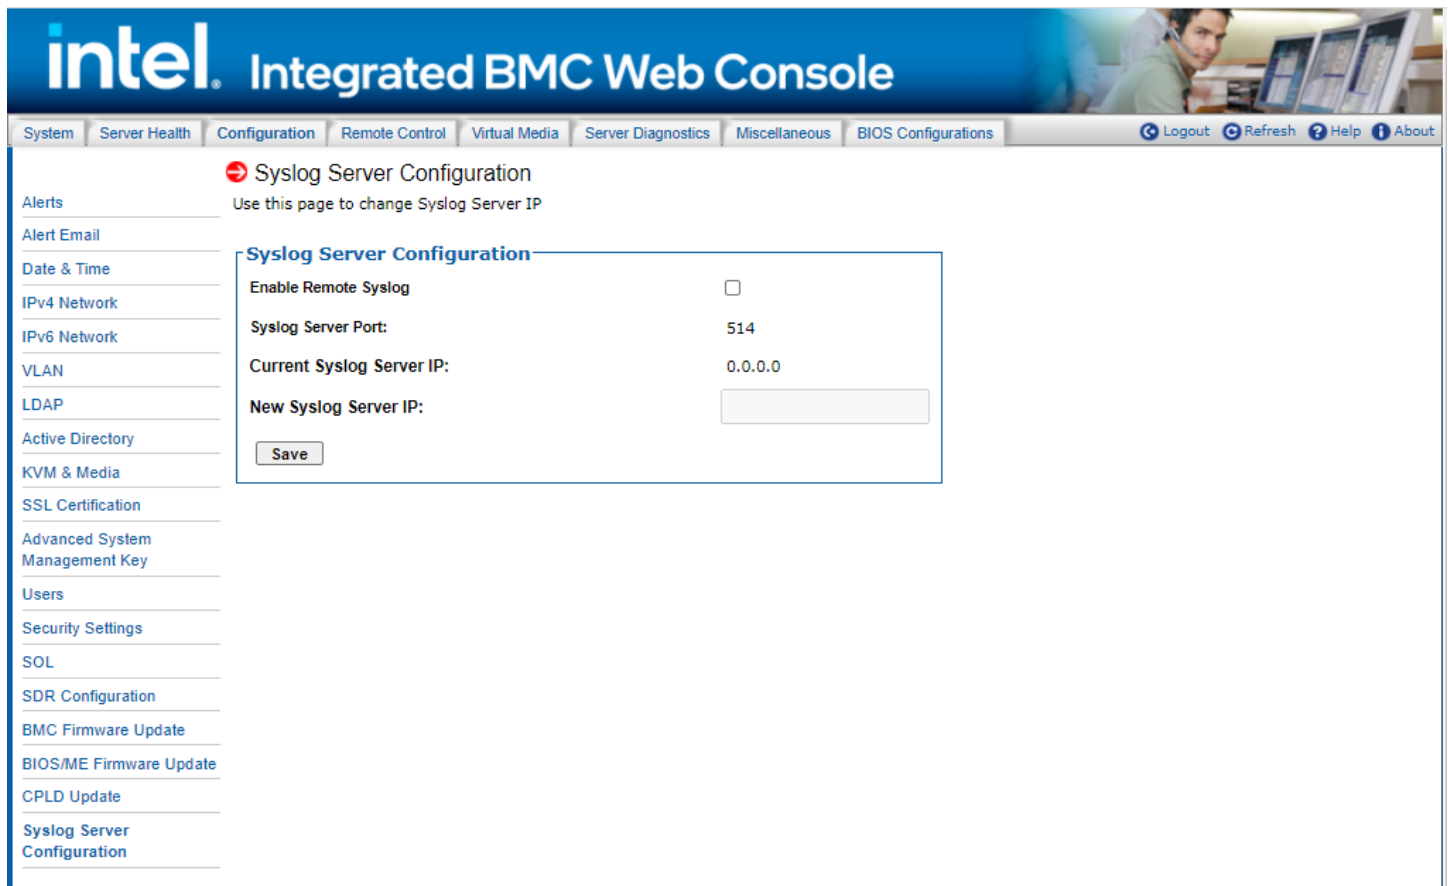 intel. Integrated BMC Web Console
System Server Health Configuration Remote Control Virtual Media Server Diagnostics Miscellaneous BIOS Configurations Logout Refresh Help About
Alerts
Alert Email
Date & Time
IPv4 Network
IPv6 Network
VLAN
LDAP
Active Directory
KVM & Media
SSL Certification
Advanced System
Management Key
Users
Security Settings
SOL
SDR Configuration
BMC Firmware Update
BIOS/ME Firmware Update
CPLD Update
Syslog Server
Configuration
Syslog Server Configuration
Use this page to change Syslog Server IP
Syslog Server Configuration
Enable Remote Syslog
Syslog Server Port: 514
Current Syslog Server IP: 0.0.0.0
New Syslog Server IP:
Save